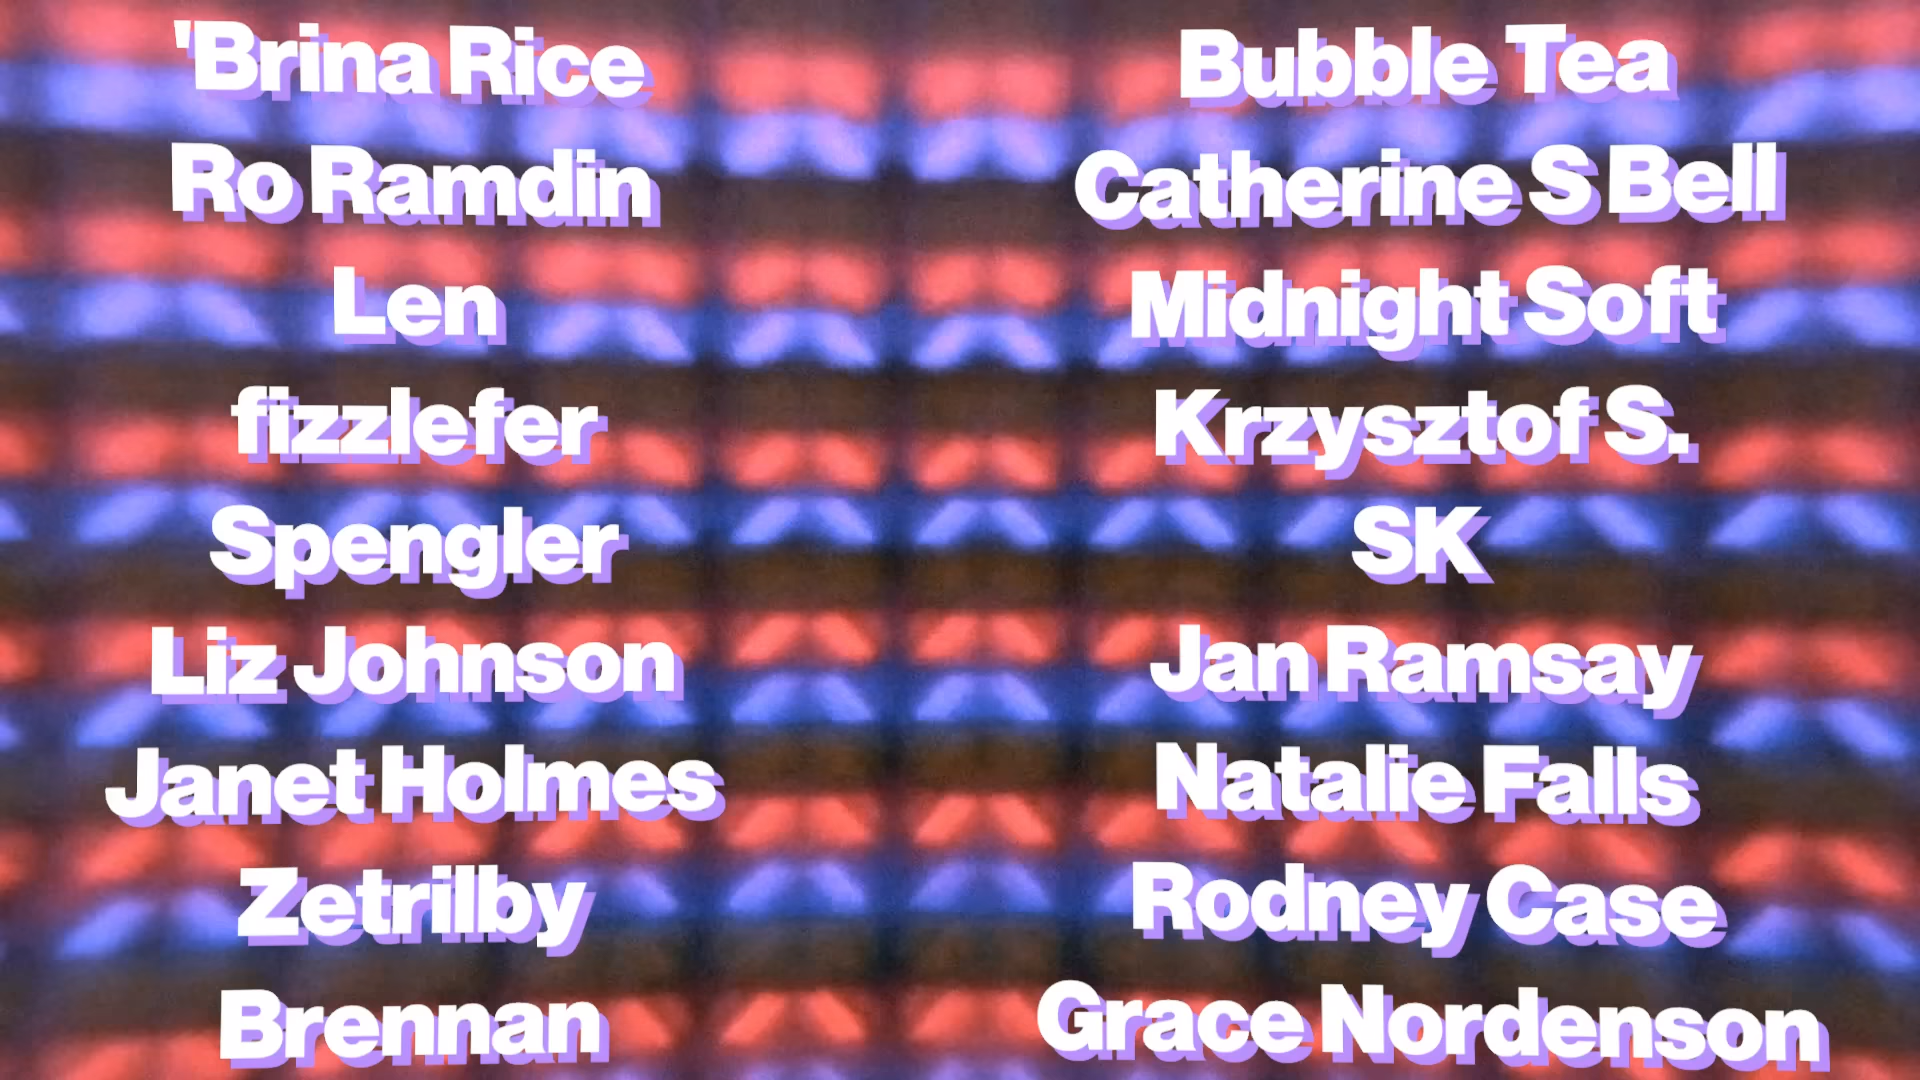 'Brina Rice
Ro Ramdin
Len
fizzlefer
Spengler
Liz Johnson
Janet Holmes
Zetrilby
Brennan
Bubble Tea
Catherine S Bell
Midnight Soft
Krzysztof S.
SK
Jan Ramsay
Natalie Falls
Rodney Case
Grace Nordenson